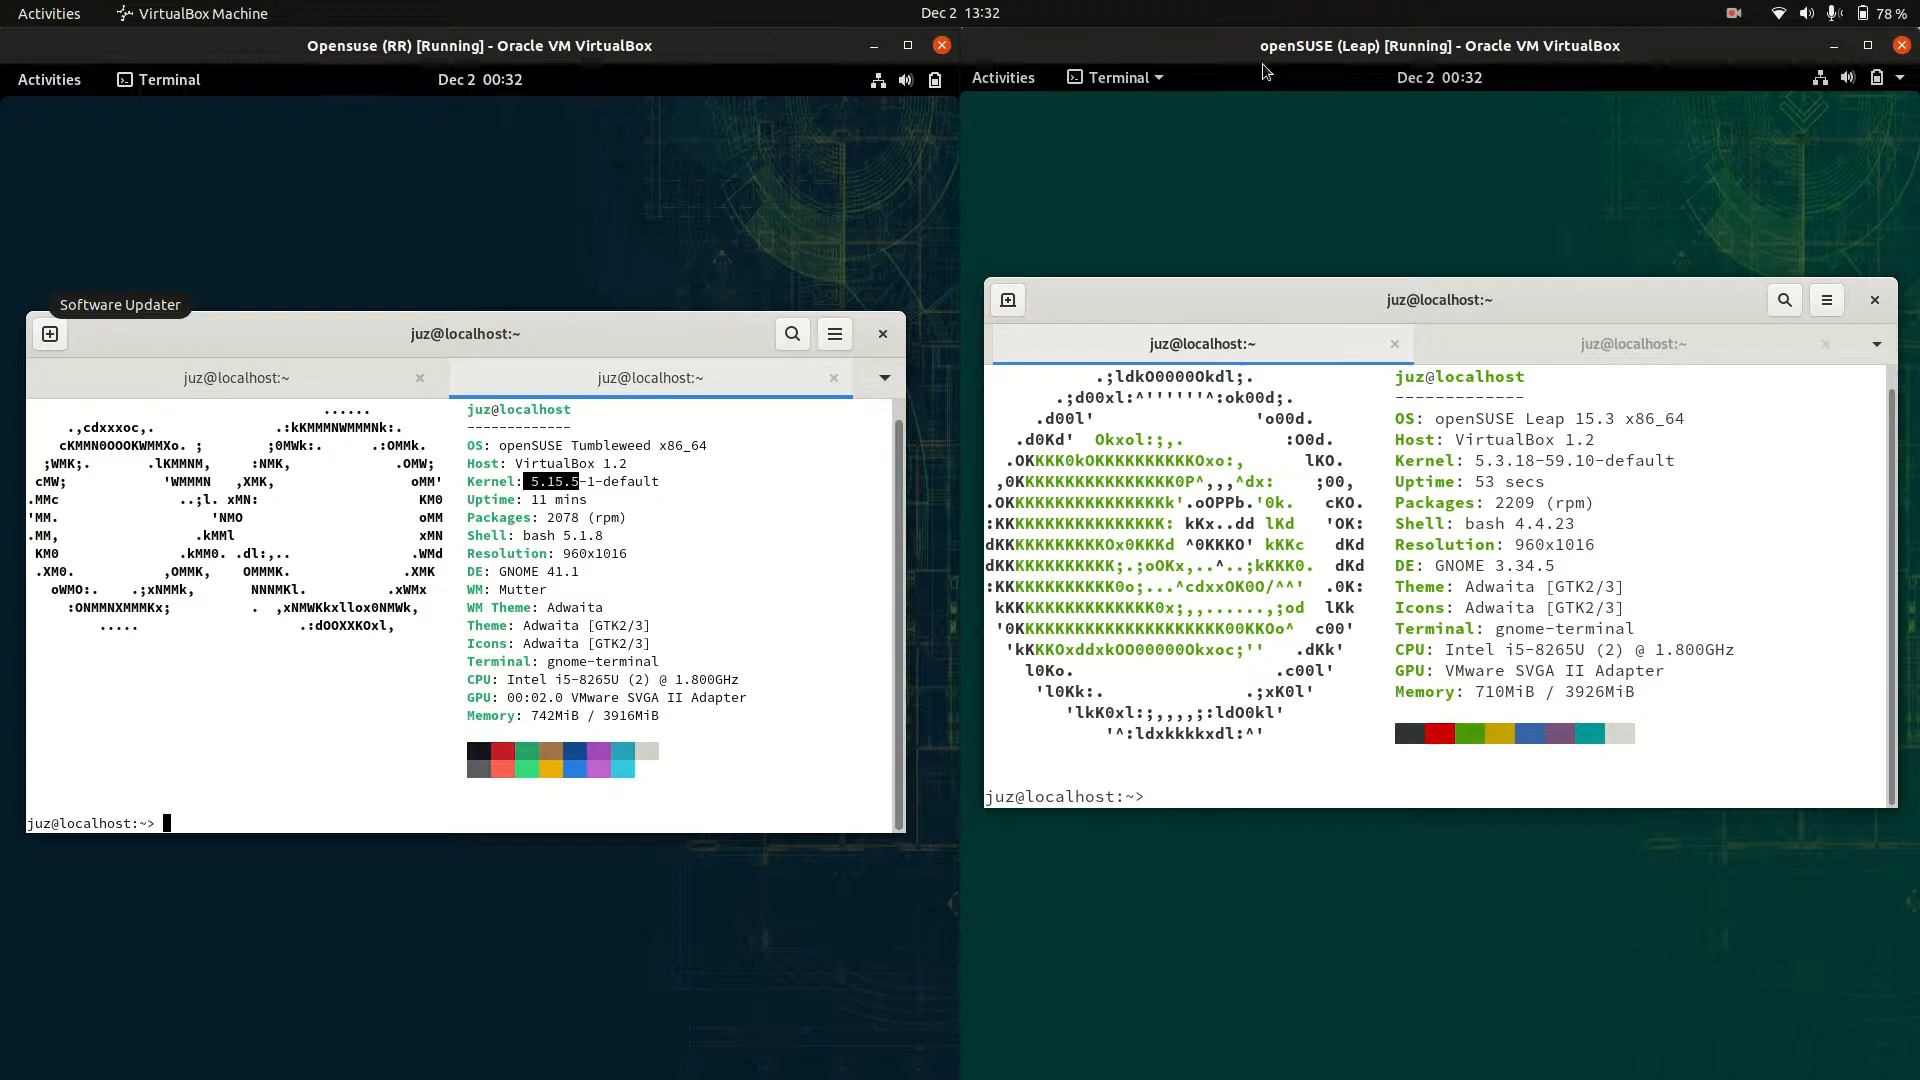 Activities VirtualBox Machine Dec 2 13:32 78 %
Opensuse (RR) [Running] - Oracle VM VirtualBox
Activities Terminal Dec 2 00:32
Software Updater
juz@localhost:~
juz@localhost:~ juz@localhost:~
juz@localhost
-------------
OS: openSUSE Tumbleweed x86_64
Host: VirtualBox 1.2
Kernel: 5.15.5-1-default
Uptime: 11 mins
Packages: 2078 (rpm)
Shell: bash 5.1.8
Resolution: 960x1016
DE: GNOME 41.1
WM: Mutter
WM Theme: Adwaita
Theme: Adwaita [GTK2/3]
Icons: Adwaita [GTK2/3]
Terminal: gnome-terminal
CPU: Intel i5-8265U (2) @ 1.800GHz
GPU: 00:02.0 VMware SVGA II Adapter
Memory: 742MiB / 3916MiB
juz@localhost:~>
openSUSE (Leap) [Running] - Oracle VM VirtualBox
Activities Terminal Dec 2 00:32
juz@localhost:~
juz@localhost:~ juz@localhost:~
juz@localhost
-------------
OS: openSUSE Leap 15.3 x86_64
Host: VirtualBox 1.2
Kernel: 5.3.18-59.10-default
Uptime: 53 secs
Packages: 2209 (rpm)
Shell: bash 4.4.23
Resolution: 960x1016
DE: GNOME 3.34.5
Theme: Adwaita [GTK2/3]
Icons: Adwaita [GTK2/3]
Terminal: gnome-terminal
CPU: Intel i5-8265U (2) @ 1.800GHz
GPU: VMware SVGA II Adapter
Memory: 710MiB / 3926MiB
juz@localhost:~>